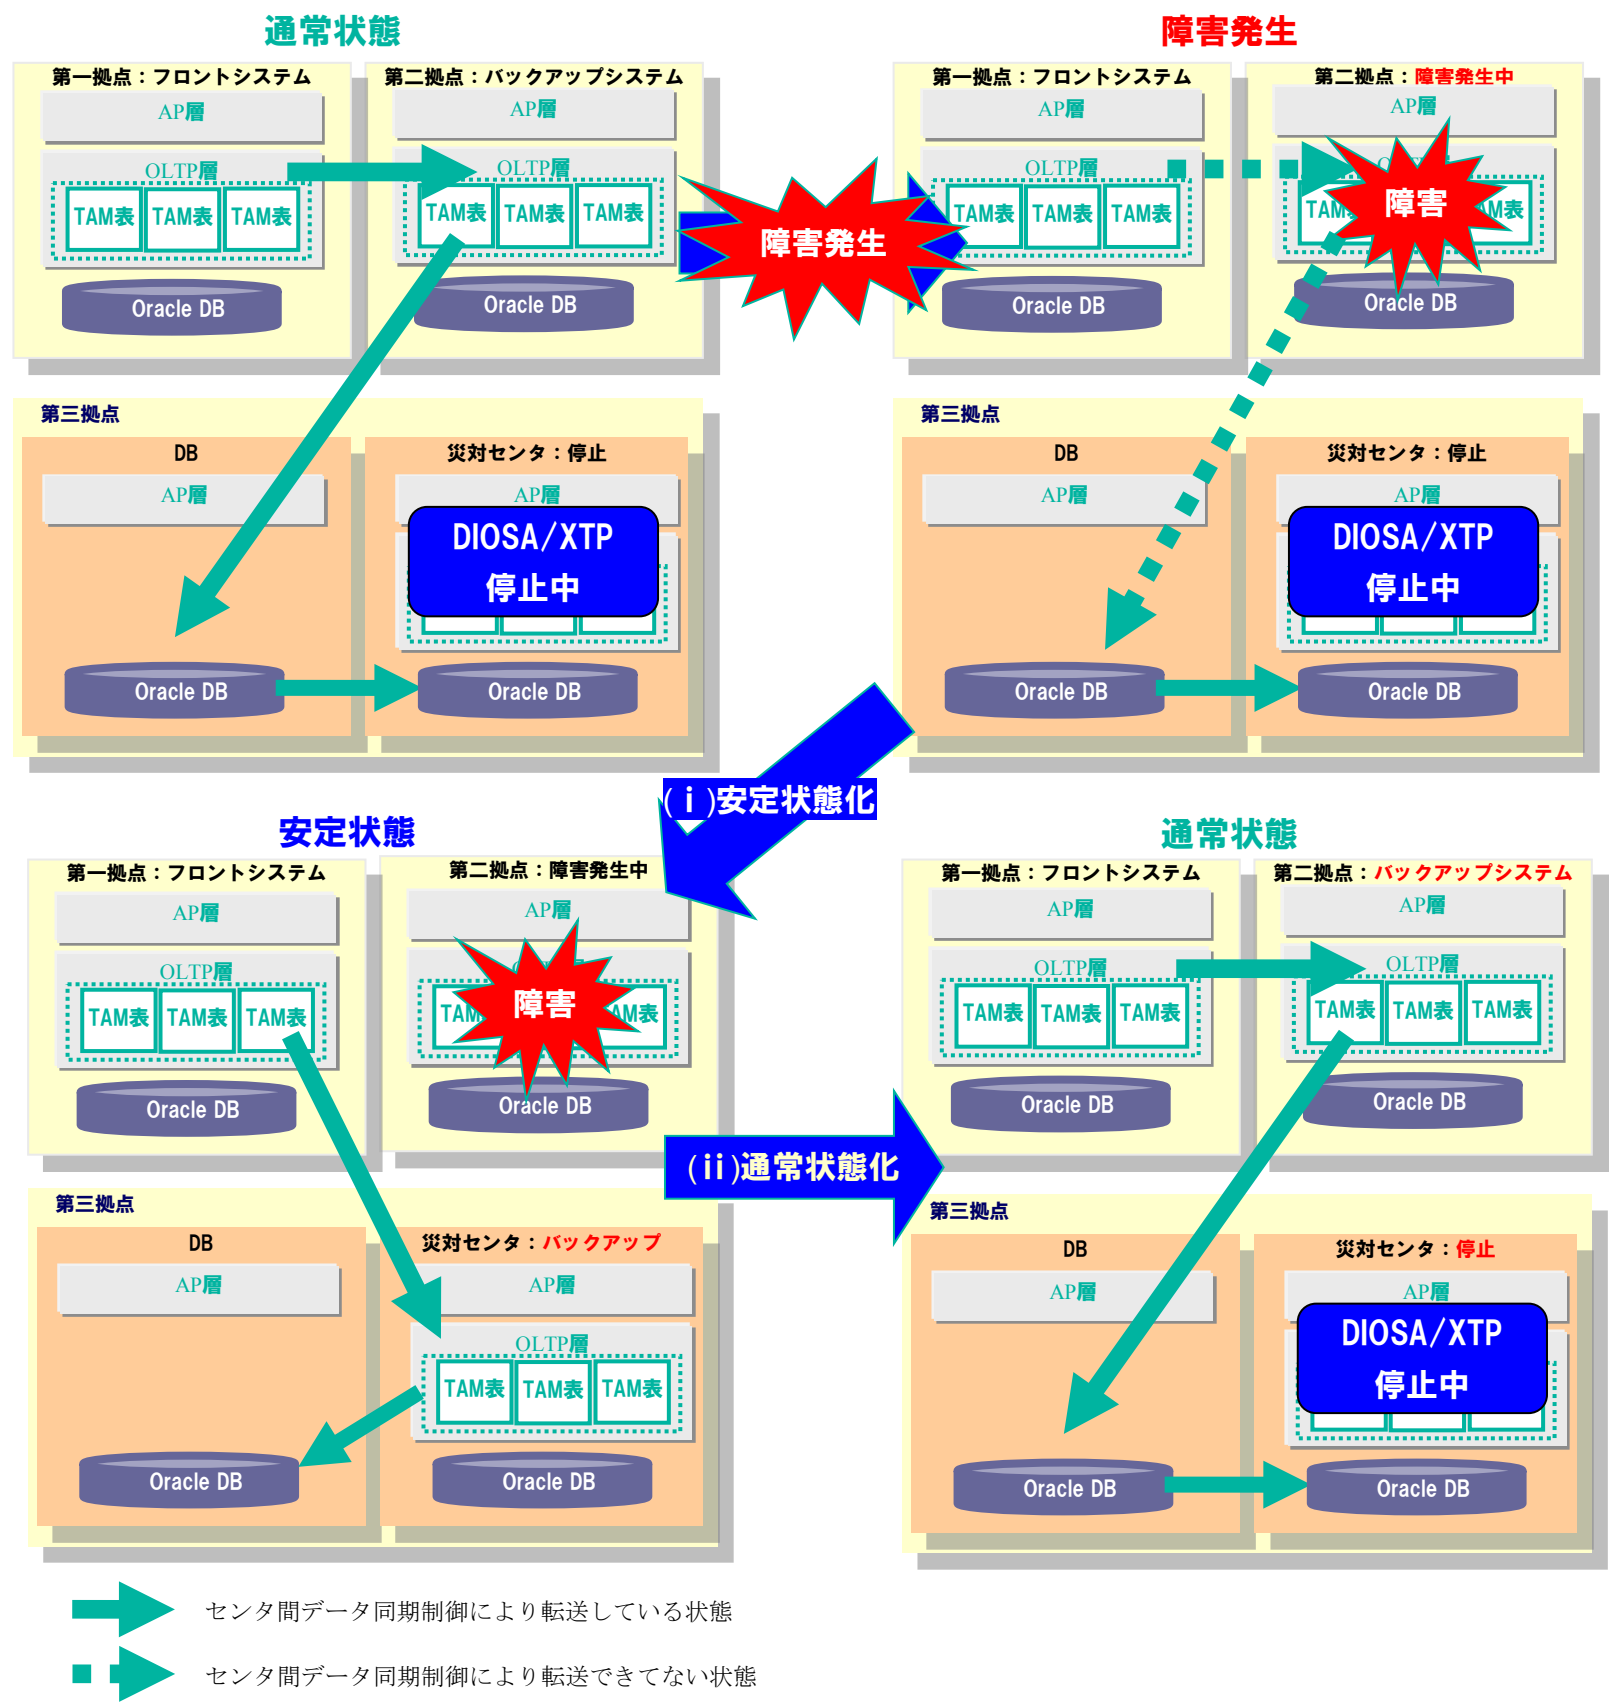 通常状態
第一拠点：フロントシステム
AP層
OLTP層
TAM表
TAM表
TAM表
Oracle DB
第二拠点：バックアップシステム
AP層
OLTP層
TAM表
TAM表
TAM表
Oracle DB
第三拠点
DB
AP層
Oracle DB
災対センタ：停止
AP層
DIOSA/XTP
停止中
Oracle DB
障害発生
障害発生
第一拠点：フロントシステム
AP層
OLTP層
TAM表
TAM表
TAM表
Oracle DB
第二拠点：障害発生中
AP層
障害
Oracle DB
第三拠点
DB
AP層
Oracle DB
災対センタ：停止
AP層
DIOSA/XTP
停止中
Oracle DB
(ⅰ)安定状態化
安定状態
第一拠点：フロントシステム
AP層
OLTP層
TAM表
TAM表
TAM表
Oracle DB
第二拠点：障害発生中
AP層
障害
Oracle DB
第三拠点
DB
AP層
Oracle DB
災対センタ：バックアップ
AP層
OLTP層
TAM表
TAM表
TAM表
Oracle DB
(ii)通常状態化
通常状態
第一拠点：フロントシステム
AP層
OLTP層
TAM表
TAM表
TAM表
Oracle DB
第二拠点：バックアップシステム
AP層
OLTP層
TAM表
TAM表
TAM表
Oracle DB
第三拠点
DB
AP層
Oracle DB
災対センタ：停止
AP層
DIOSA/XTP
停止中
Oracle DB
センタ間データ同期制御により転送している状態
センタ間データ同期制御により転送できてない状態